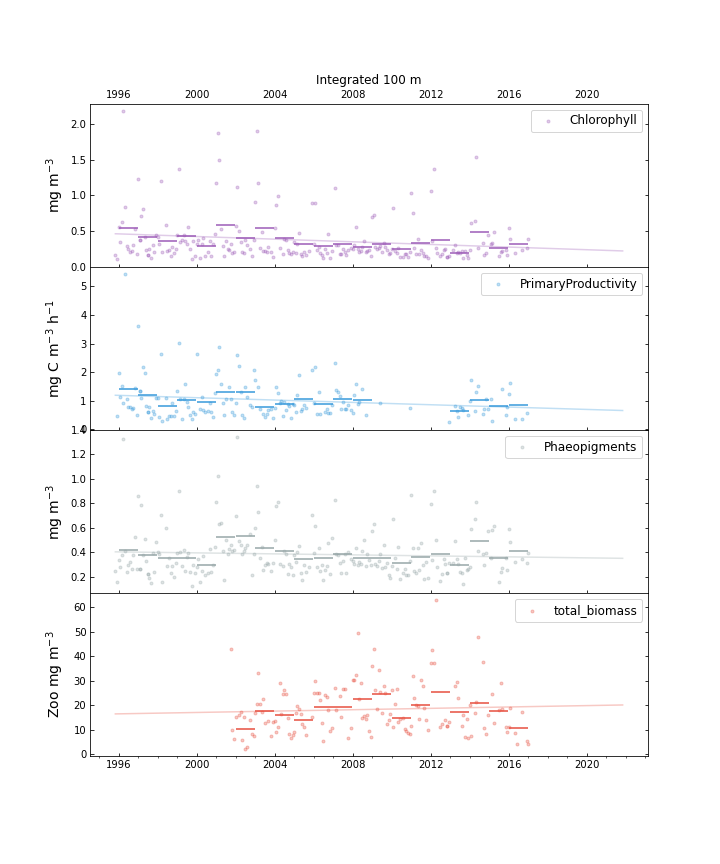 Integrated 100 m
1996 2000 2004 2008 2012 2016 2020
Chlorophyll
mg m⁻³
2.0
1.5
1.0
0.5
0.0
PrimaryProductivity
mg C m⁻³ h⁻¹
5
4
3
2
1
0
Phaeopigments
mg m⁻³
1.4
1.2
1.0
0.8
0.6
0.4
0.2
total_biomass
Zoo mg m⁻³
60
50
40
30
20
10
0
1996 2000 2004 2008 2012 2016 2020